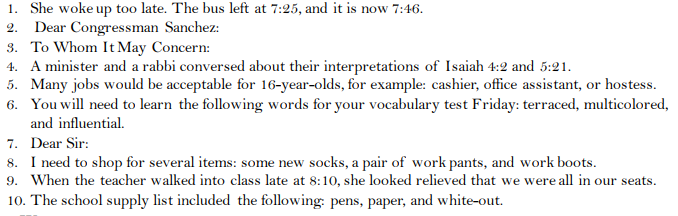 1. She woke up too late. The bus left at 7:25, and it is now 7:46.
2. Dear Congressman Sanchez:
3. To Whom It May Concern:
4. A minister and a rabbi conversed about their interpretations of Isaiah 4:2 and 5:21.
5. Many jobs would be acceptable for 16-year-olds, for example: cashier, office assistant, or hostess.
6. You will need to learn the following words for your vocabulary test Friday: terraced, multicolored,
and influential.
7. Dear Sir:
8. I need to shop for several items: some new socks, a pair of work pants, and work boots.
9. When the teacher walked into class late at 8:10, she looked relieved that we were all in our seats.
10. The school supply list included the following: pens, paper, and white-out.